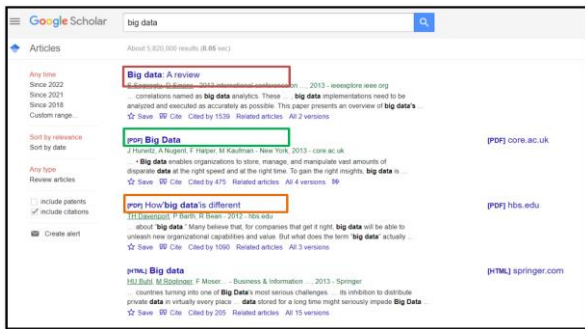 Google Scholar
big data
Articles
About 5,820,000 results (0.05 sec)
Any time
Since 2022
Since 2021
Since 2018
Custom range...
Sort by relevance
Sort by date
Any type
Review articles
include patents
include citations
Create alert
Big data: A review
S Sagiroglu, D Sinanc - 2013 international conference on ..., 2013 - ieeexplore.ieee.org
... correlations named as big data analytics. These ..., big data implementations need to be
analyzed and executed as accurately as possible. This paper presents an overview of big data's ...
Save Cite Cited by 1539 Related articles All 2 versions
[PDF] Big Data
J Hurwitz, A Nugent, F Halper, M Kaufman - New York, 2013 - core.ac.uk
... • Big Data enables organizations to store, manage, and manipulate vast amounts of
disparate data at the right speed and at the right time. To gain the right insights, big data is ...
Save Cite Cited by 475 Related articles All 4 versions
[PDF] core.ac.uk
[PDF] How'big data'is different
TH Davenport, P Barth, R Bean - 2012 - hbs.edu
... about "big data." Many believe that, for companies that get it right, big data will be able to
unleash new organizational capabilities and value. But what does the term "big data" actually ...
Save Cite Cited by 1090 Related articles All 3 versions
[PDF] hbs.edu
[HTML] Big data
HU Buhl, M Röglinger, F Moser... - Business & Information ..., 2013 - Springer
... countries turning into one of Big Data's most serious challenges. ... its inhibition to distribute
private data in virtually every place ... data stored for a long time might seriously impede Big Data ...
Save Cite Cited by 205 Related articles All 15 versions
[HTML] springer.com